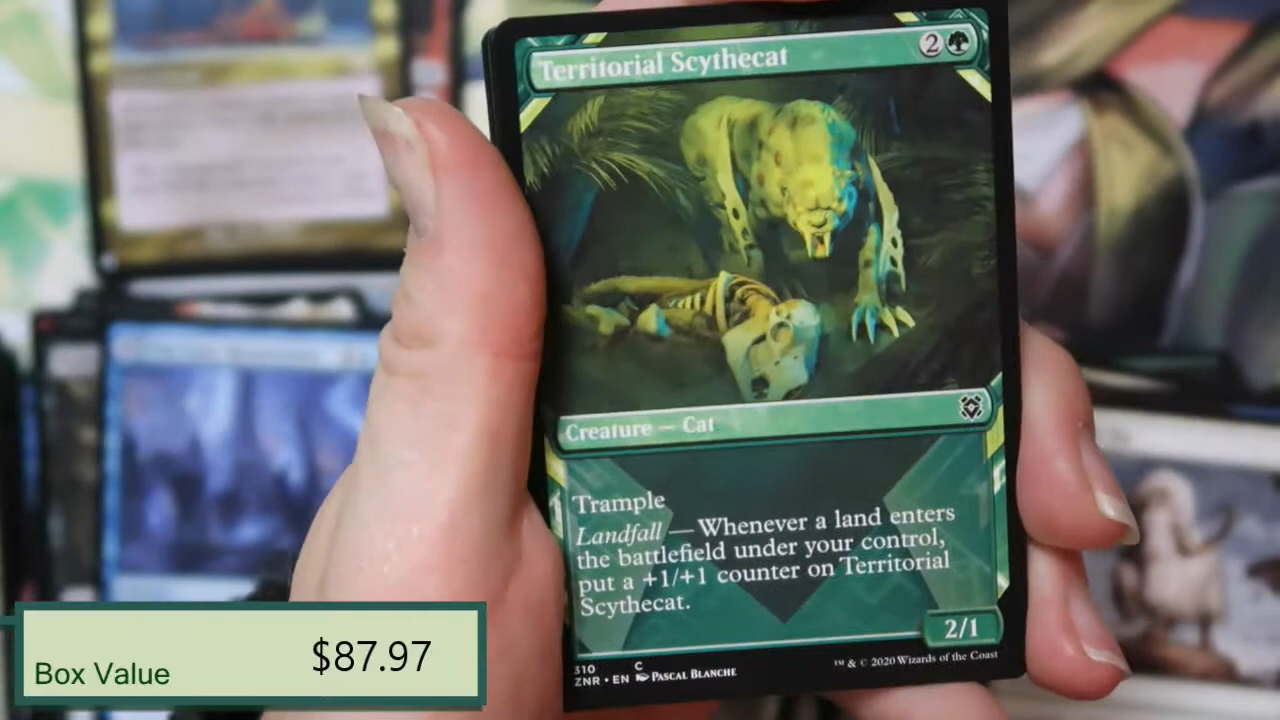 Territorial Scythecat 2
Creature — Cat
Trample
Landfall — Whenever a land enters
the battlefield under your control,
put a +1/+1 counter on Territorial
Scythecat.
2/1
310 C
ZNR • EN PASCAL BLANCHE
™ & © 2020 Wizards of the Coast
Box Value $87.97